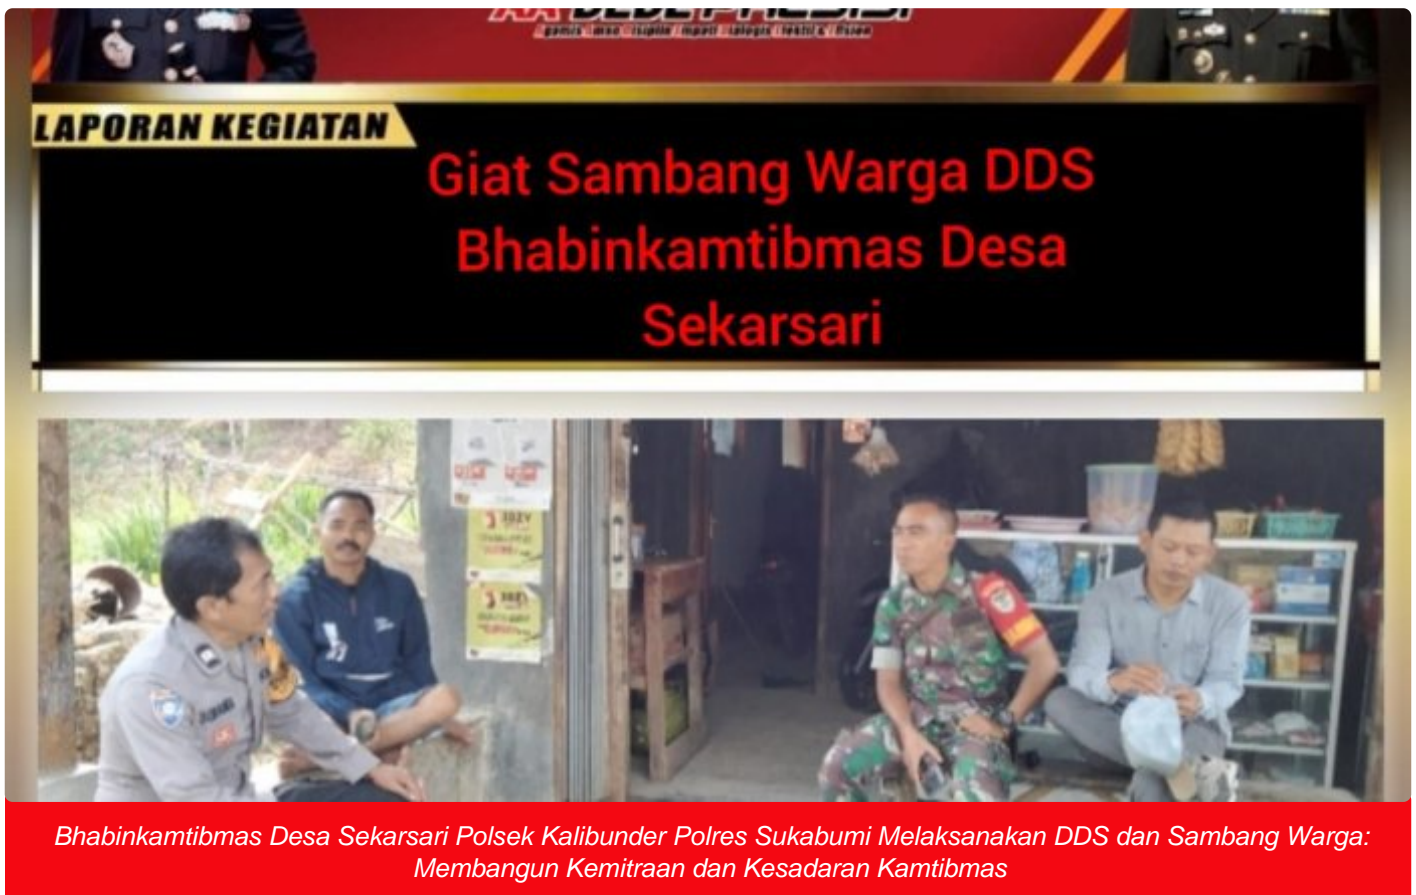 LAPORAN KEGIATAN
Giat Sambang Warga DDS
Bhabinkamtibmas Desa
Sekarsari
Bhabinkamtibmas Desa Sekarsari Polsek Kalibunder Polres Sukabumi Melaksanakan DDS dan Sambang Warga:
Membangun Kemitraan dan Kesadaran Kamtibmas